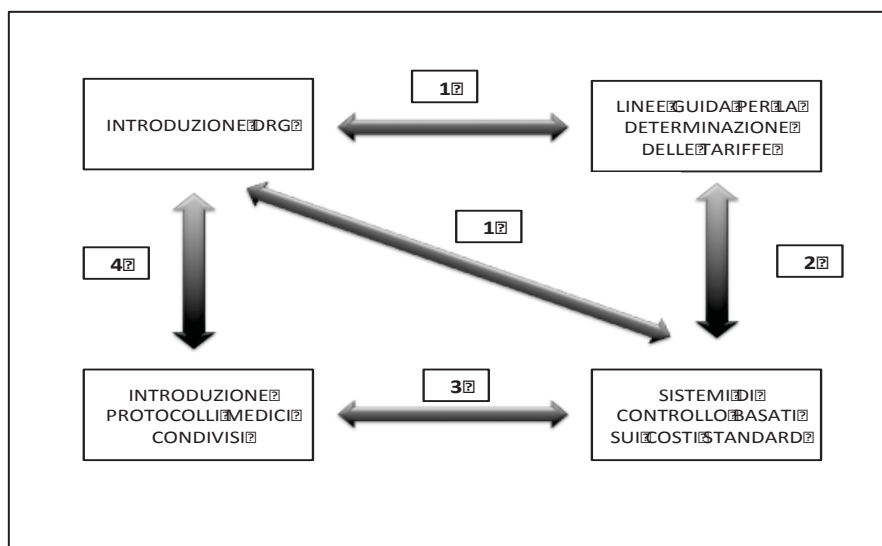 1⍰
INTRODUZIONE⍰DRG⍰
LINEE⍰GUIDA⍰PER⍰LA⍰
DETERMINAZIONE⍰
DELLE⍰TARIFFE⍰
1⍰
4⍰
2⍰
3⍰
INTRODUZIONE⍰
PROTOCOLLI⍰MEDICI⍰
CONDIVISI⍰
SISTEMI⍰DI⍰
CONTROLLO⍰BASATI⍰
SUI⍰COSTI⍰STANDARD⍰